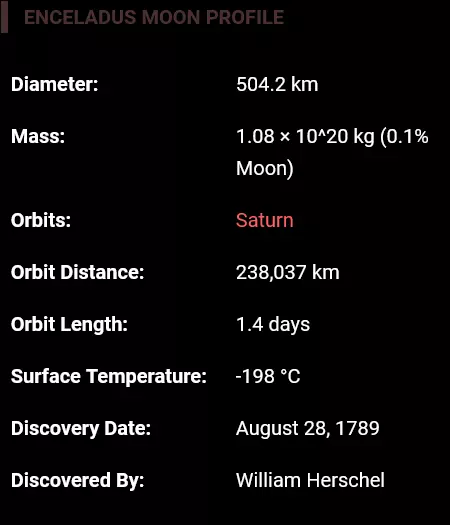 ENCELADUS MOON PROFILE
Diameter: 504.2 km
Mass: 1.08 × 10^20 kg (0.1%
Moon)
Orbits: Saturn
Orbit Distance: 238,037 km
Orbit Length: 1.4 days
Surface Temperature: -198 °C
Discovery Date: August 28, 1789
Discovered By: William Herschel